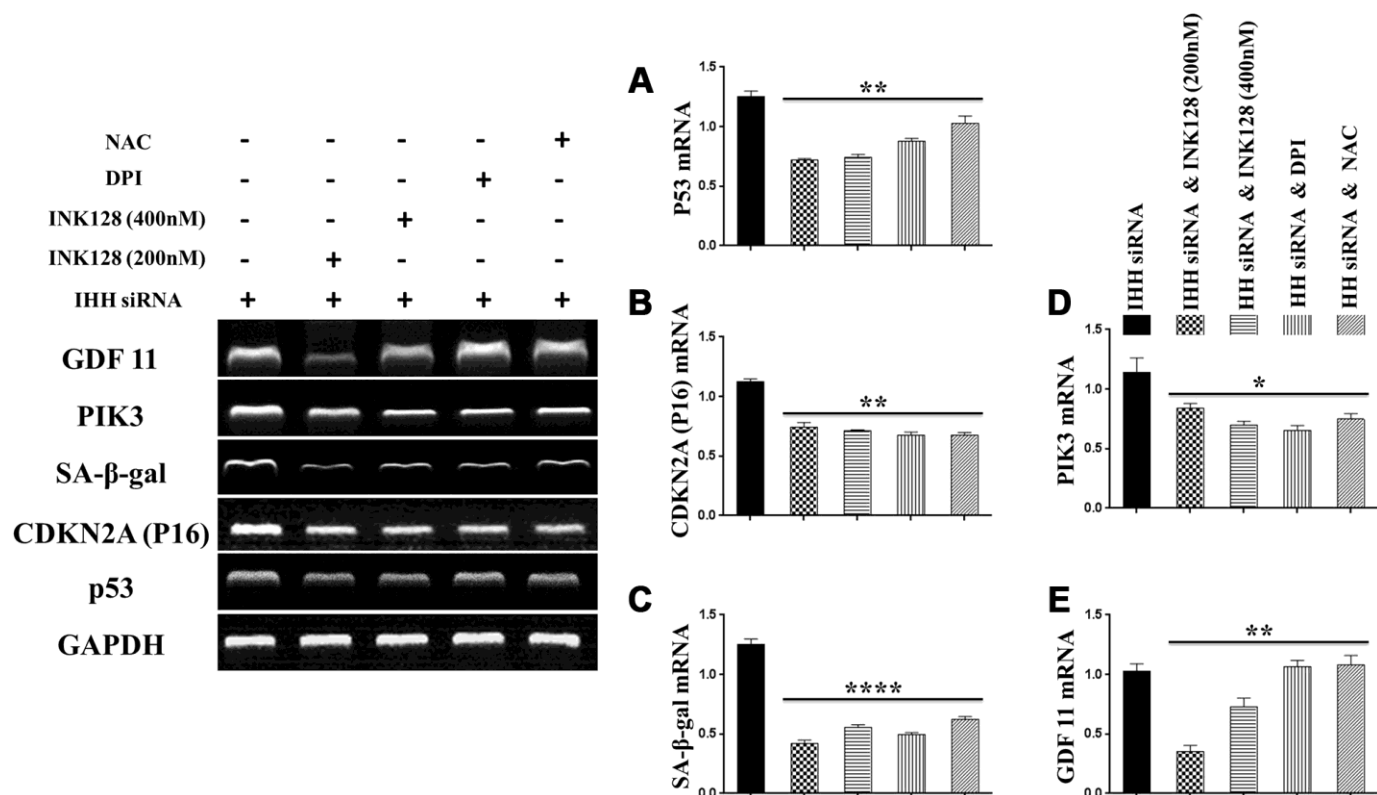 NAC - - - - +
DPI - - - + -
INK128 (400nM) - - + - -
INK128 (200nM) - + - - -
IHH siRNA + + + + +
GDF 11
PIK3
SA-β-gal
CDKN2A (P16)
p53
GAPDH
A
P53 mRNA
1.5
1.0
0.5
0.0
**
B
CDKN2A (P16) mRNA
1.5
1.0
0.5
0.0
**
C
SA-β-gal mRNA
1.5
1.0
0.5
0.0
****
IHH siRNA
IHH siRNA & INK128 (200nM)
HH siRNA & INK128 (400nM)
HH siRNA & DPI
HH siRNA & NAC
D
PIK3 mRNA
1.5
1.0
0.5
0.0
*
E
GDF 11 mRNA
1.5
1.0
0.5
0.0
**